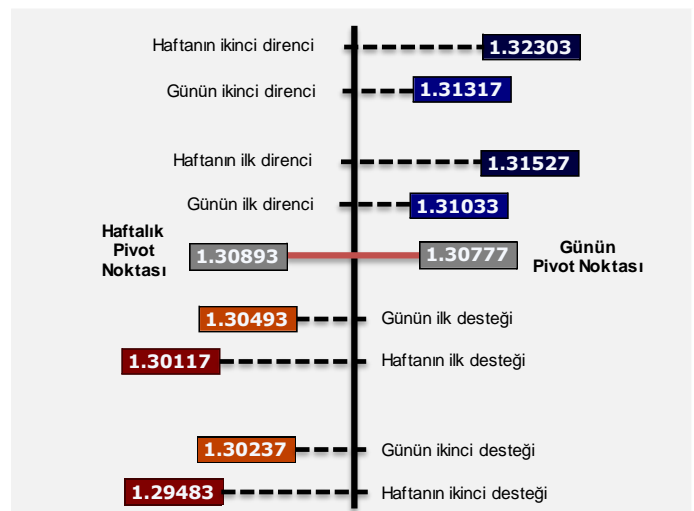 Haftanın ikinci direnci 1.32303
Günün ikinci direnci 1.31317
Haftanın ilk direnci 1.31527
Günün ilk direnci 1.31033
Haftalık
Pivot
Noktası
1.30893
1.30777
Günün
Pivot Noktası
1.30493 Günün ilk desteği
1.30117 Haftanın ilk desteği
1.30237 Günün ikinci desteği
1.29483 Haftanın ikinci desteği